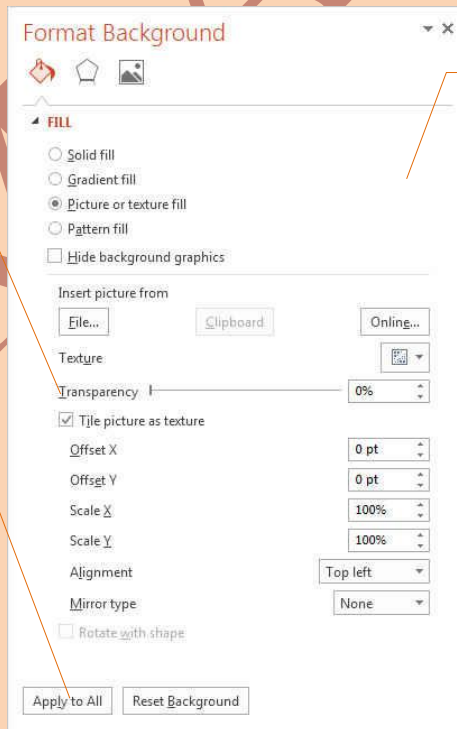 Format Background
FILL
Solid fill
Gradient fill
Picture or texture fill
Pattern fill
Hide background graphics
Insert picture from
File... Clipboard Online...
Texture
Transparency 0%
Tile picture as texture
Offset X 0 pt
Offset Y 0 pt
Scale X 100%
Scale Y 100%
Alignment Top left
Mirror type None
Rotate with shape
Apply to All Reset Background